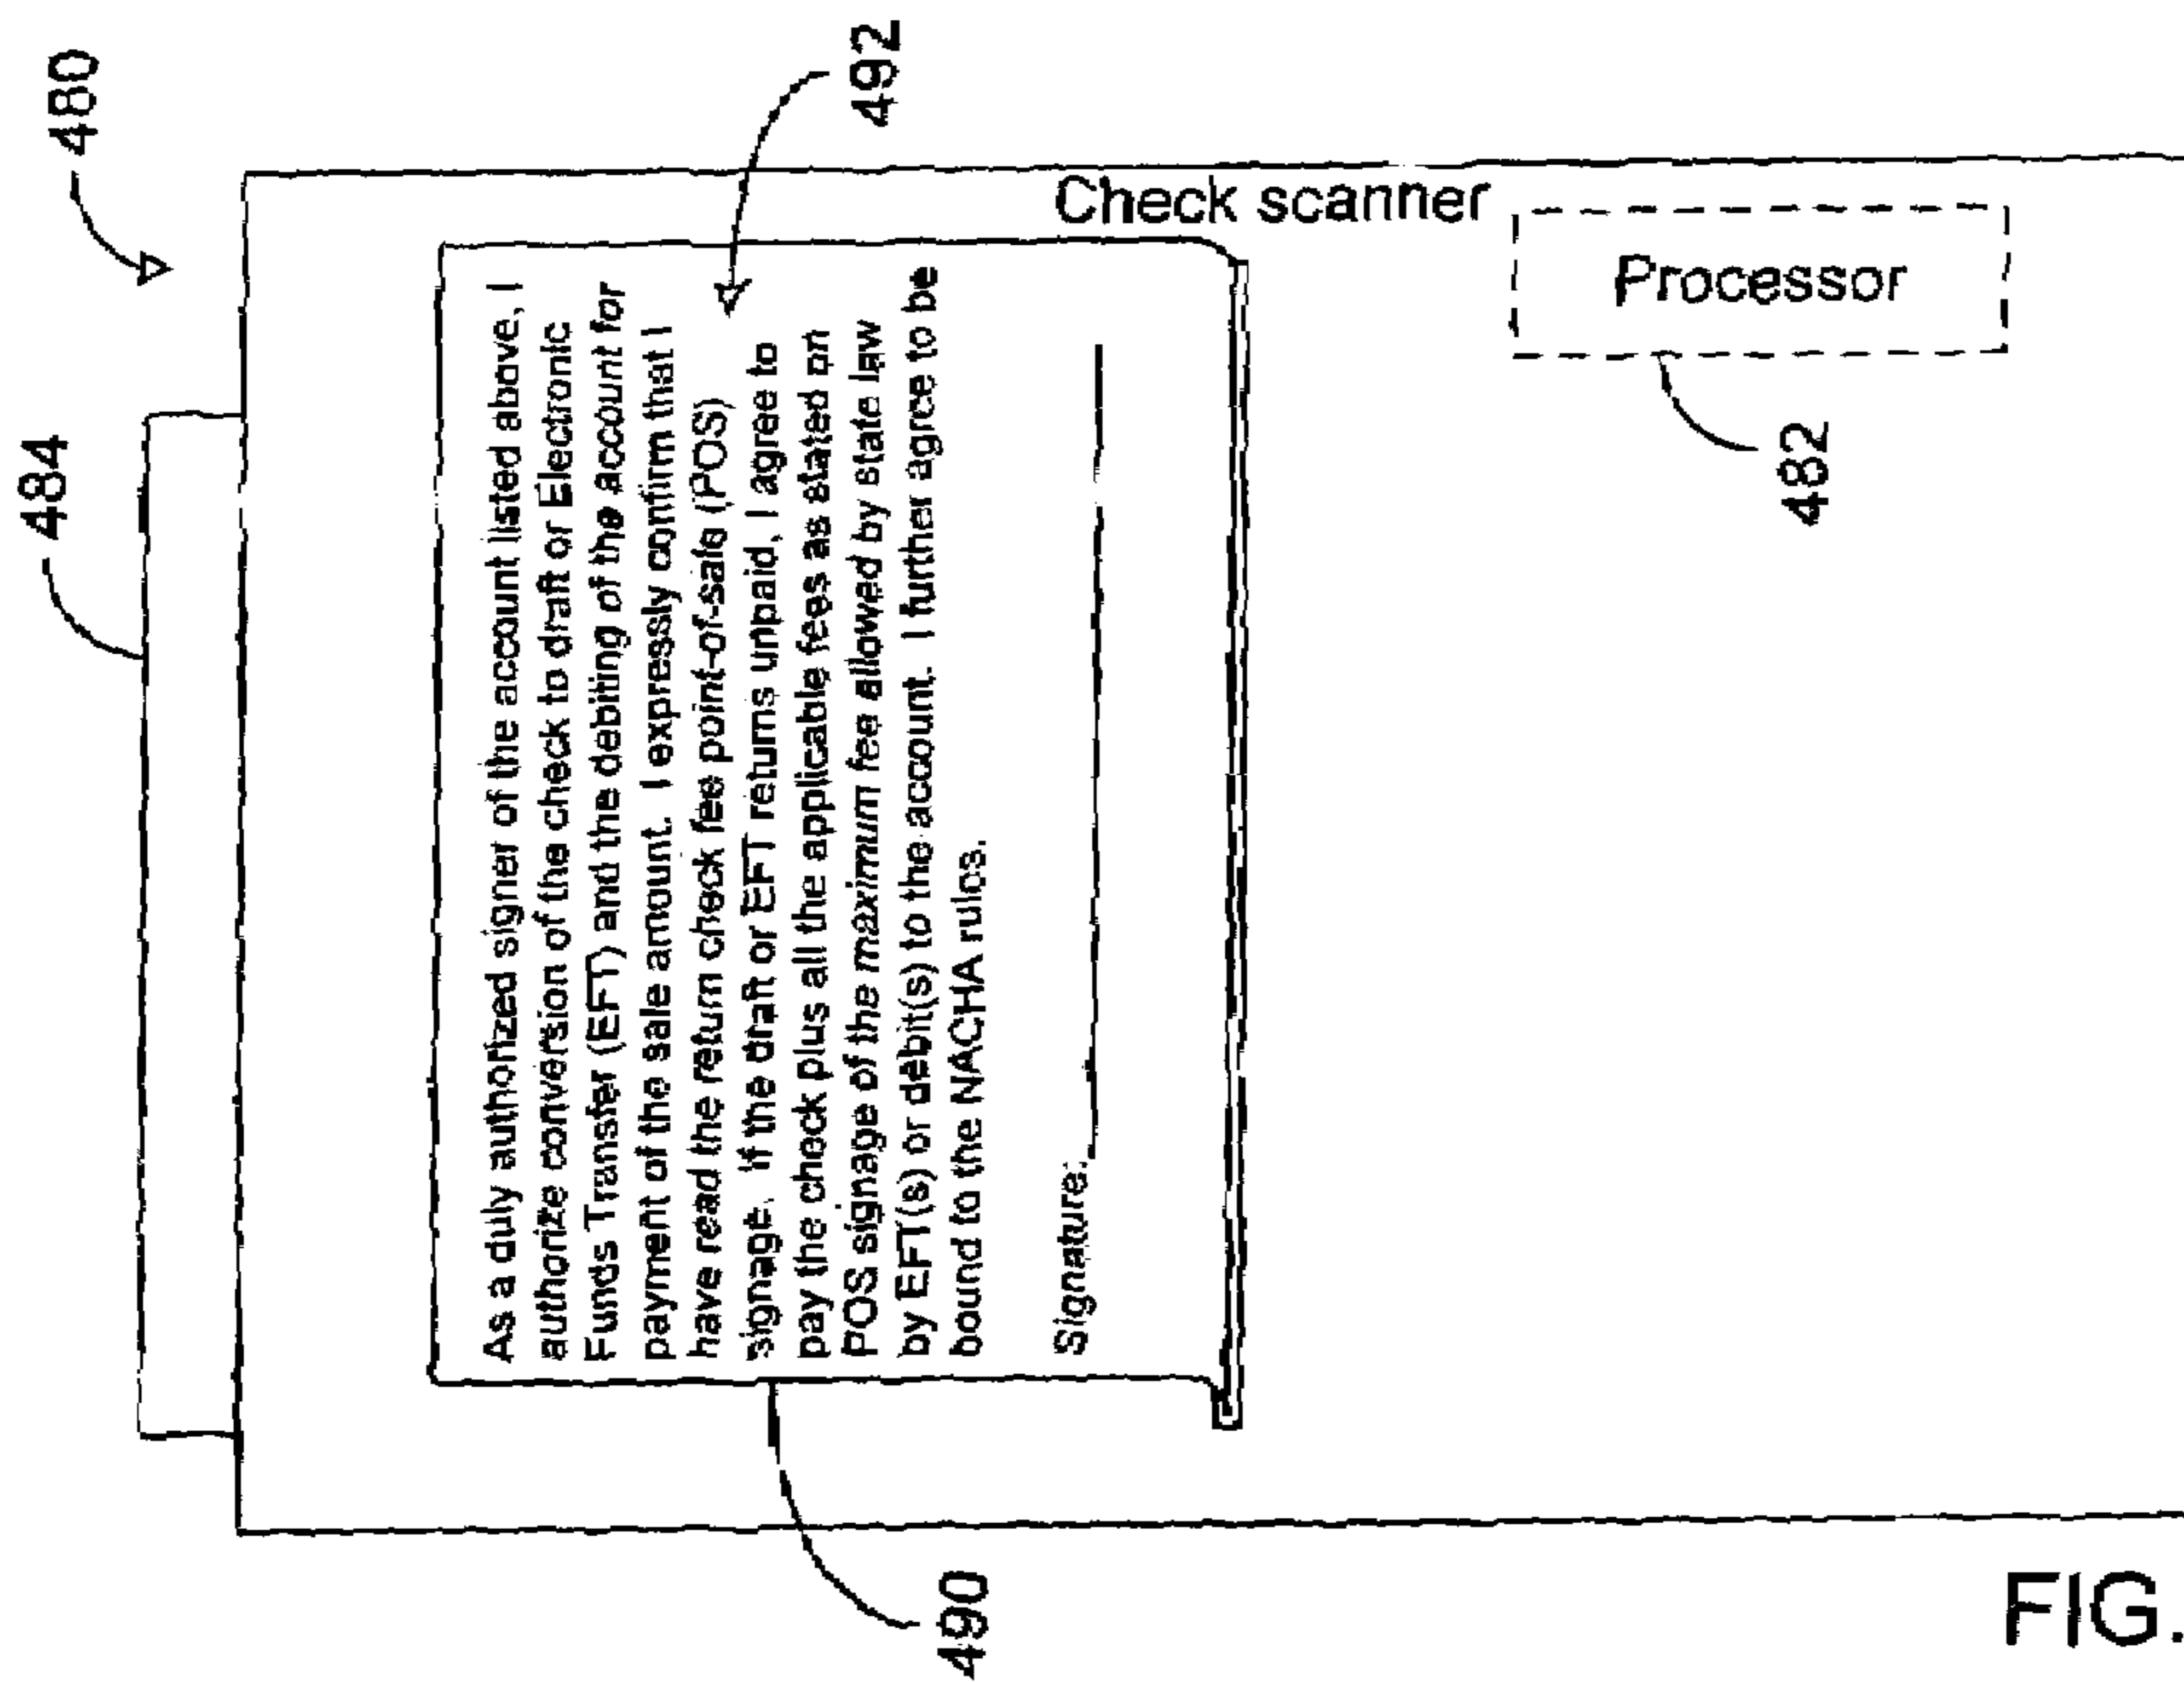 480
484
492
Check scanner
Processor
482
As a duly authorized signer of the account listed above, I
authorize conversion of the check to draft or Electronic
Funds Transfer (EFT) and the debiting of the account for
payment of the sale amount. I expressly confirm that I
have read the return check fee point-of-sale (POS)
signage. If the draft or EFT returns unpaid, I agree to
pay the check plus all the applicable fees as stated on
POS signage of the maximum fee allowed by state law
by EFT(s) or debit(s) to the account. I further agree to be
bound to the NACHA rules.
Signature:
490
FIG.